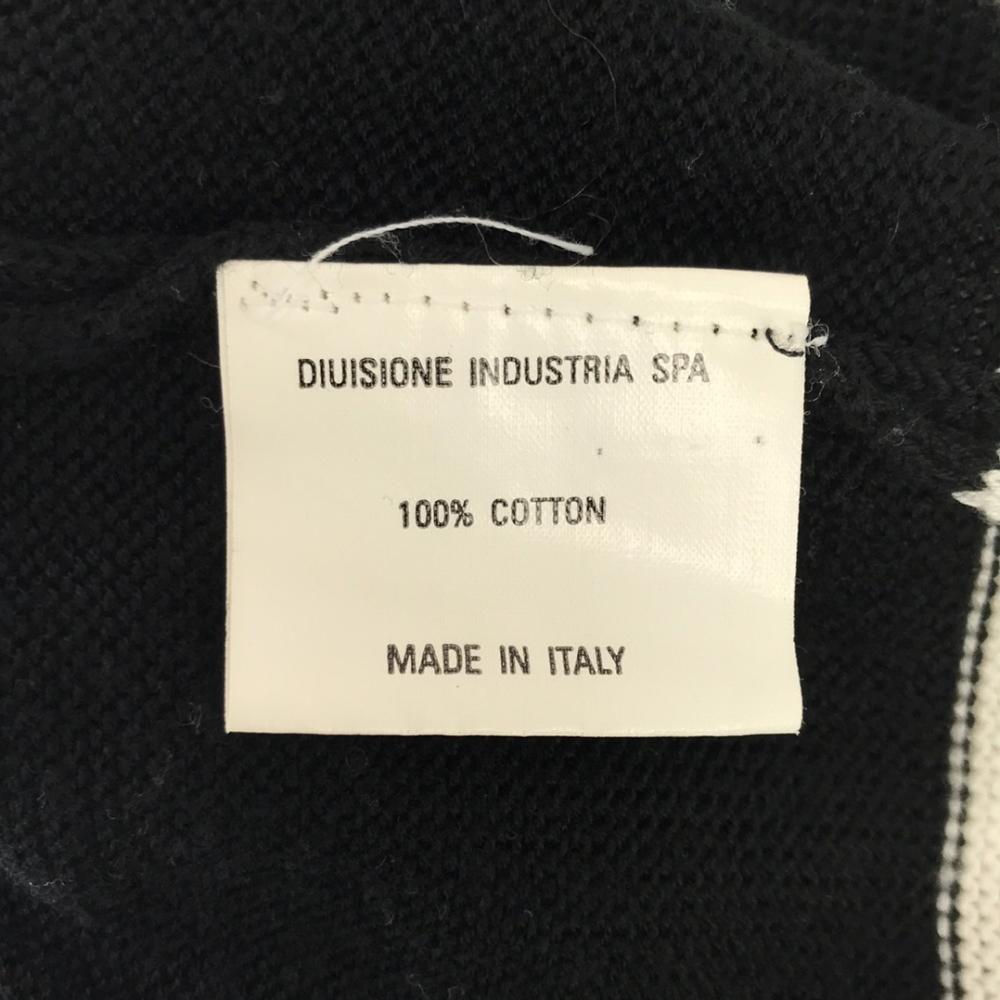 DIUISIONE INDUSTRIA SPA
100% COTTON
MADE IN ITALY